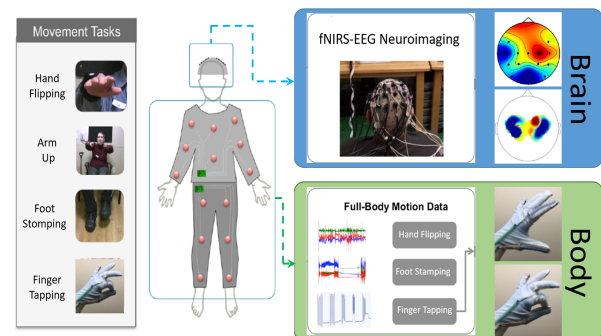 Movement Tasks
Hand
Flipping
Arm
Up
Foot
Stomping
Finger
Tapping
fNIRS-EEG Neuroimaging
Brain
Full-Body Motion Data
Hand Flipping
Foot Stamping
Finger Tapping
Body